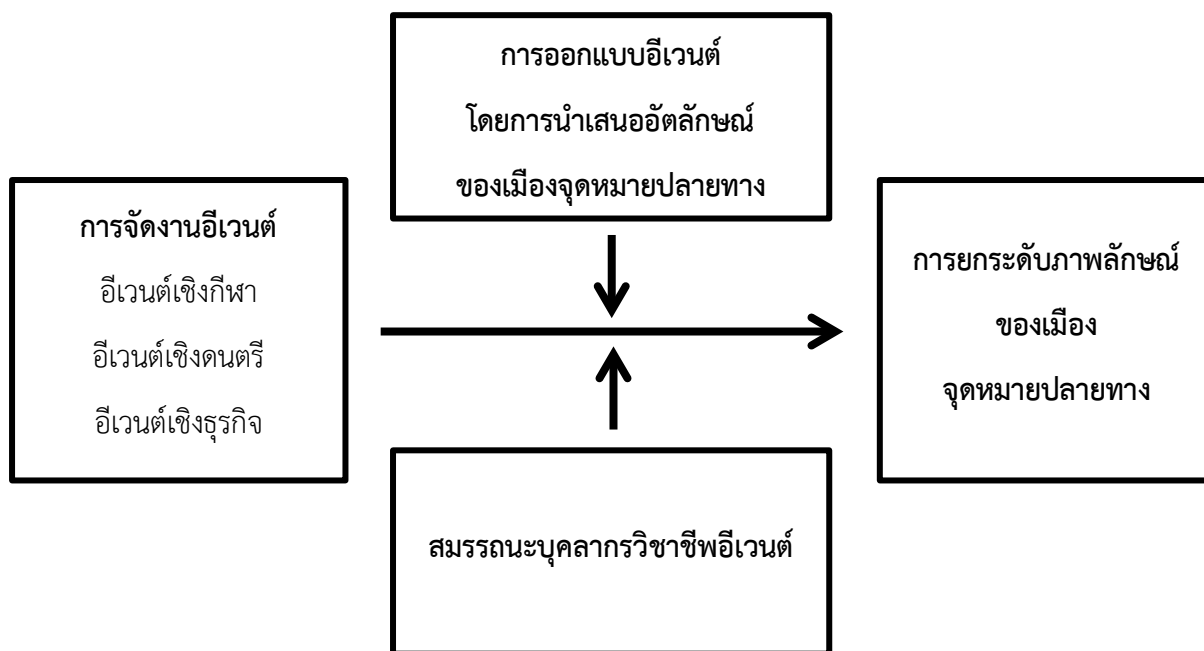 การออกแบบอีเวนต์
โดยการนำเสนออัตลักษณ์
ของเมืองจุดหมายปลายทาง
การจัดงานอีเวนต์
อีเวนต์เชิงกีฬา
อีเวนต์เชิงดนตรี
อีเวนต์เชิงธุรกิจ
การยกระดับภาพลักษณ์
ของเมือง
จุดหมายปลายทาง
สมรรถนะบุคลากรวิชาชีพอีเวนต์